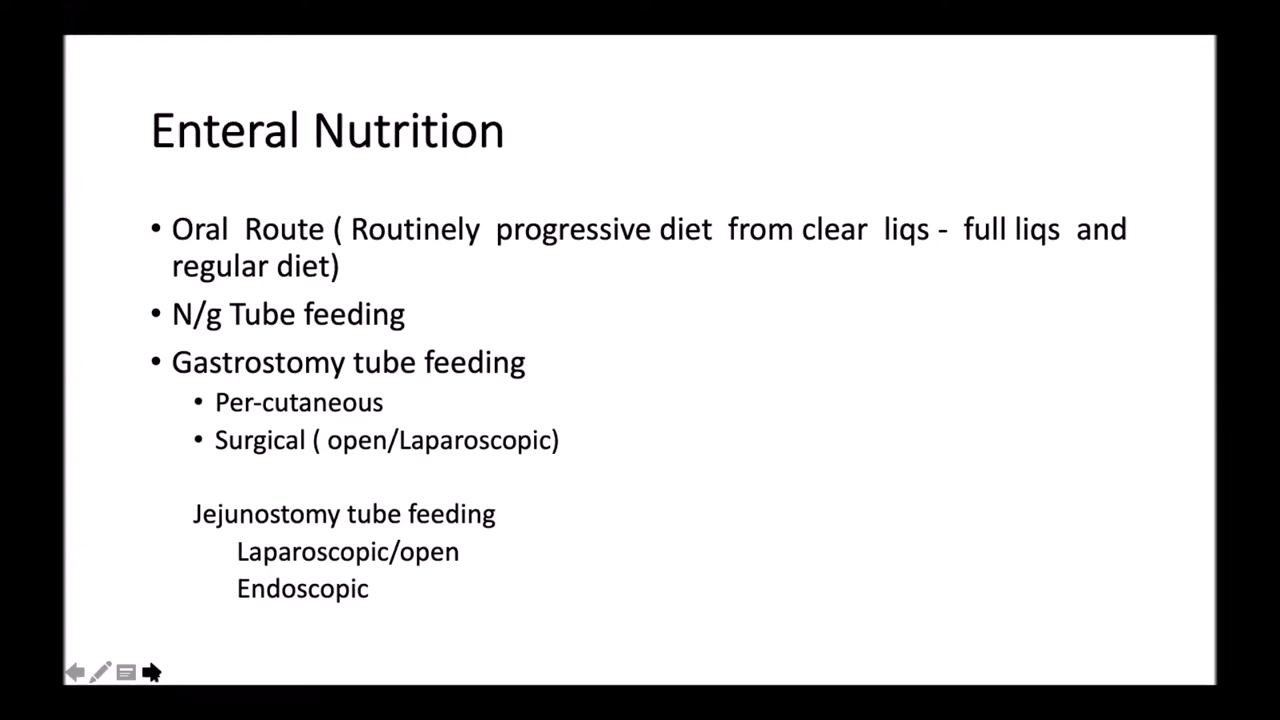 Enteral Nutrition
• Oral Route ( Routinely progressive diet from clear liqs - full liqs and
regular diet)
• N/g Tube feeding
• Gastrostomy tube feeding
• Per-cutaneous
• Surgical ( open/Laparoscopic)
Jejunostomy tube feeding
Laparoscopic/open
Endoscopic